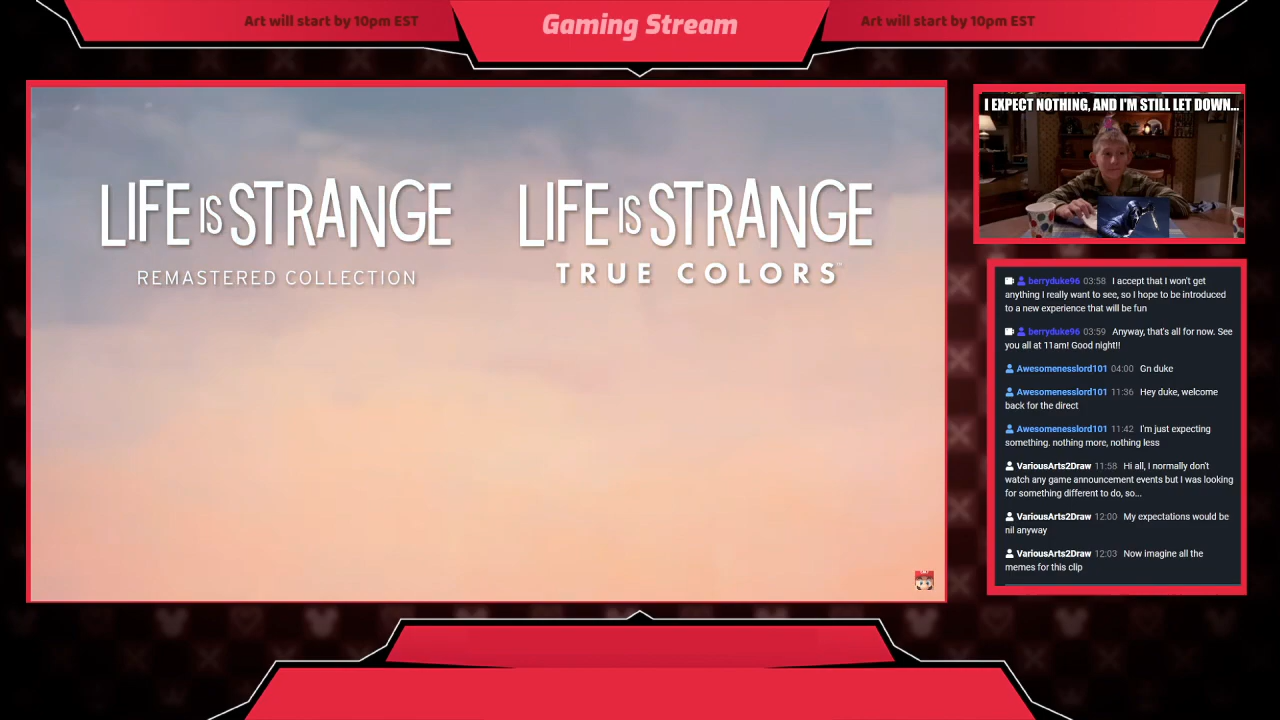 Art will start by 10pm EST
Gaming Stream
Art will start by 10pm EST
LIFE IS STRANGE
REMASTERED COLLECTION
LIFE IS STRANGE
TRUE COLORS™
I EXPECT NOTHING, AND I'M STILL LET DOWN...
berryduke96 03:58 I accept that I won't get
anything I really want to see, so I hope to be introduced
to a new experience that will be fun
berryduke96 03:59 Anyway, that's all for now. See
you all at 11am! Good night!!
Awesomenesslord101 04:00 Gn duke
Awesomenesslord101 11:36 Hey duke, welcome
back for the direct
Awesomenesslord101 11:42 I'm just expecting
something. nothing more, nothing less
VariousArts2Draw 11:58 Hi all, I normally don't
watch any game announcement events but I was looking
for something different to do, so...
VariousArts2Draw 12:00 My expectations would be
nil anyway
VariousArts2Draw 12:03 Now imagine all the
memes for this clip